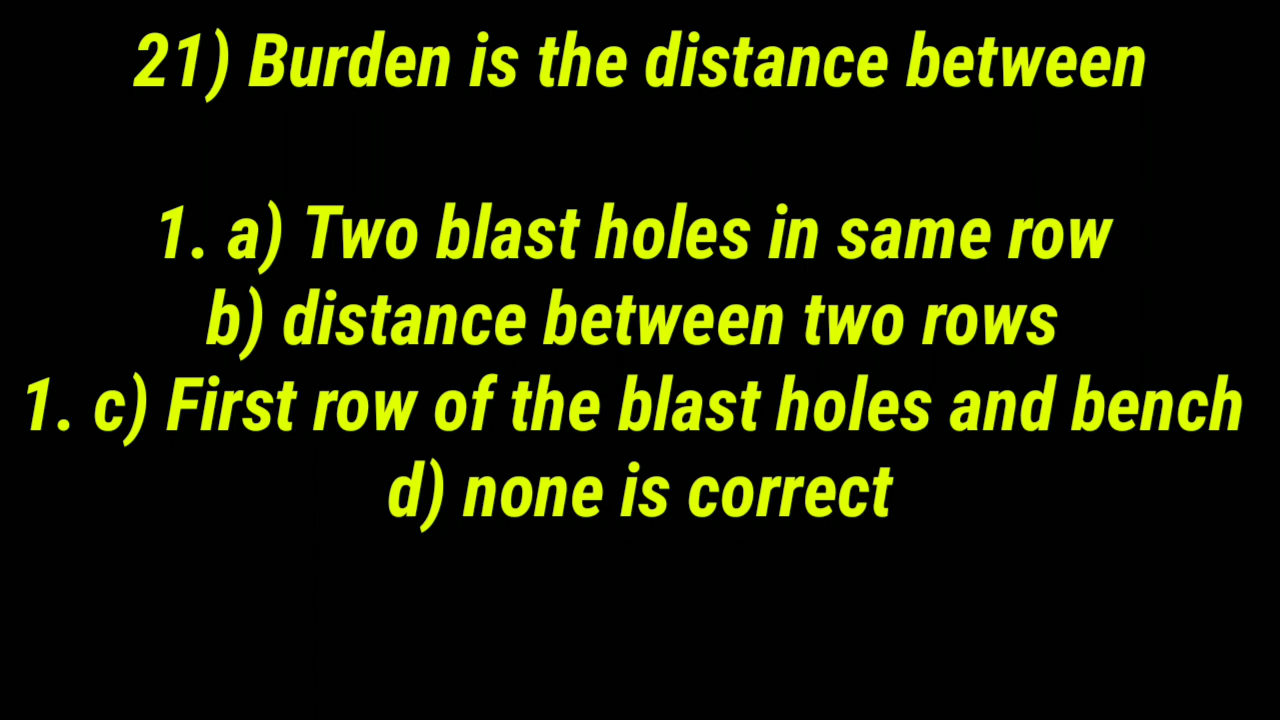 21) Burden is the distance between
1. a) Two blast holes in same row
b) distance between two rows
1. c) First row of the blast holes and bench
d) none is correct